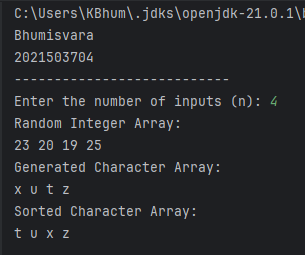 C:\Users\KBhum\.jdks\openjdk-21.0.1\
Bhumisvara
2021503704
----------------------------
Enter the number of inputs (n): 4
Random Integer Array:
23 20 19 25
Generated Character Array:
x u t z
Sorted Character Array:
t u x z